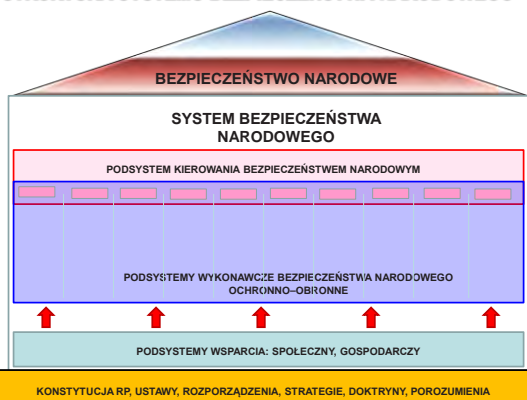 BEZPIECZEŃSTWO NARODOWE
SYSTEM BEZPIECZEŃSTWA
NARODOWEGO
PODSYSTEM KIEROWANIA BEZPIECZEŃSTWEM NARODOWYM
PODSYSTEMY WYKONAWCZE BEZPIECZEŃSTWA NARODOWEGO
OCHRONNO–OBRONNE
PODSYSTEMY WSPARCIA: SPOŁECZNY, GOSPODARCZY
KONSTYTUCJA RP, USTAWY, ROZPORZĄDZENIA, STRATEGIE, DOKTRYNY, POROZUMIENIA